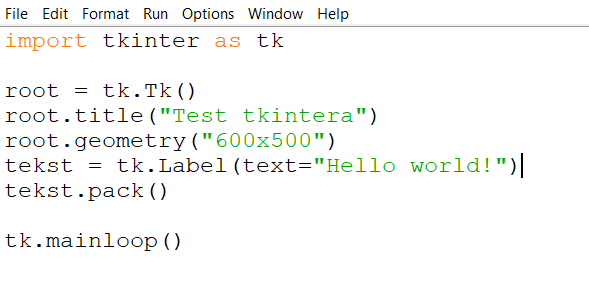 File Edit Format Run Options Window Help
import tkinter as tk
root = tk.Tk()
root.title("Test tkintera")
root.geometry("600x500")
tekst = tk.Label(text="Hello world!")
tekst.pack()
tk.mainloop()